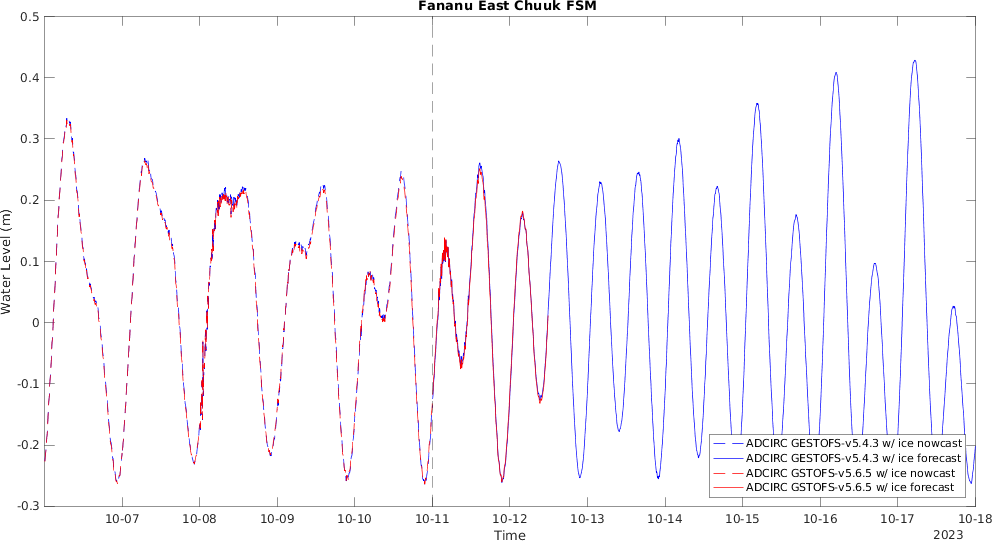 Fananu East Chuuk FSM
0.5
0.4
0.3
0.2
0.1
0
-0.1
-0.2
-0.3
Water Level (m)
ADCIRC GESTOFS-v5.4.3 w/ ice nowcast
ADCIRC GESTOFS-v5.4.3 w/ ice forecast
ADCIRC GSTOFS-v5.6.5 w/ ice nowcast
ADCIRC GSTOFS-v5.6.5 w/ ice forecast
10-07 10-08 10-09 10-10 10-11 10-12 10-13 10-14 10-15 10-16 10-17 10-18
Time
2023